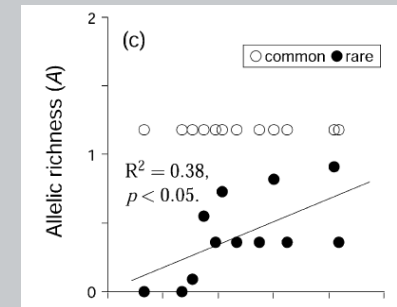 2
(c)
○ common ● rare
Allelic richness (A)
1
R² = 0.38,
p < 0.05.
0